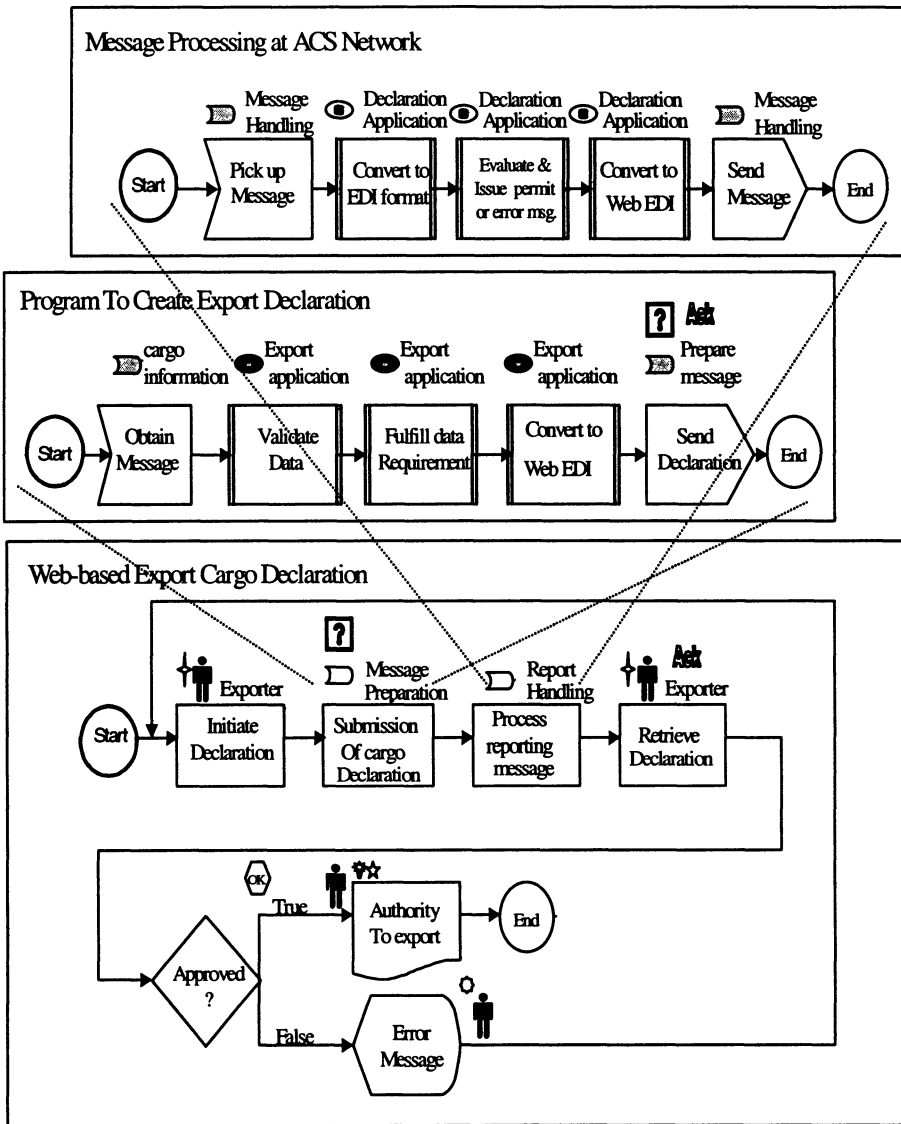 Message Processing at ACS Network
Message
Handling
Declaration
Application
Declaration
Application
Declaration
Application
Message
Handling
Start
Pick up
Message
Convert to
EDI format
Evaluate &
Issue permit
or error msg.
Convert to
Web EDI
Send
Message
End
Program To Create Export Declaration
cargo
information
Export
application
Export
application
Export
application
? Ack
Prepare
message
Start
Obtain
Message
Validate
Data
Fulfill data
Requirement
Convert to
Web EDI
Send
Declaration
End
Web-based Export Cargo Declaration
Exporter
?
Message
Preparation
Report
Handling
Ack
Exporter
Start
Initiate
Declaration
Submission
Of cargo
Declaration
Process
reporting
message
Retrieve
Declaration
OK
True
Authority
To export
End
Approved
?
False
Error
Message